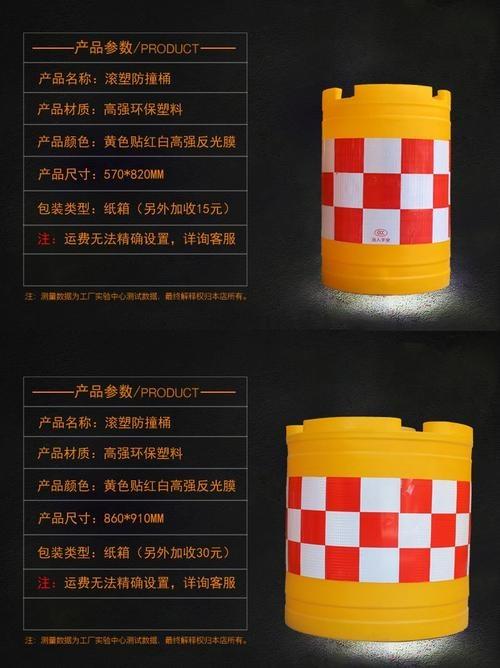 产品参数/PRODUCT
产品名称：滚塑防撞桶
产品材质：高强环保塑料
产品颜色：黄色贴红白高强反光膜
产品尺寸：570*820MM
包装类型：纸箱（另外加收15元）
注：运费无法精确设置，详询客服
注：测量数据为工厂实验中心测试数据，最终解释权归本店所有。
产品参数/PRODUCT
产品名称：滚塑防撞桶
产品材质：高强环保塑料
产品颜色：黄色贴红白高强反光膜
产品尺寸：860*910MM
包装类型：纸箱（另外加收30元）
注：运费无法精确设置，详询客服
注：测量数据为工厂实验中心测试数据，最终解释权归本店所有。